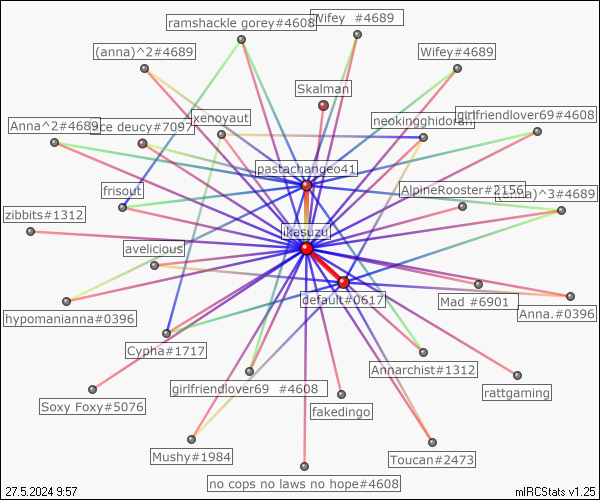 ramshackle gorey#4608
Wifey #4689
(anna)^2#4689
Wifey#4689
Skalman
xenoyaut
neokingghidorah
girlfriendlover69#4608
Anna^2#4689
ace deucy#7097
pastachangeo41
frisout
AlpineRooster#2156
)^3#4689
zibbits#1312
ikasuzu
avelicious
default#0617
hypomanianna#0396
Mad #6901
Anna.#0396
Cypha#1717
Annarchist#1312
girlfriendlover69 #4608
rattgaming
Soxy Foxy#5076
fakedingo
Mushy#1984
Toucan#2473
no cops no laws no hope#4608
27.5.2024 9:57
mIRCStats v1.25